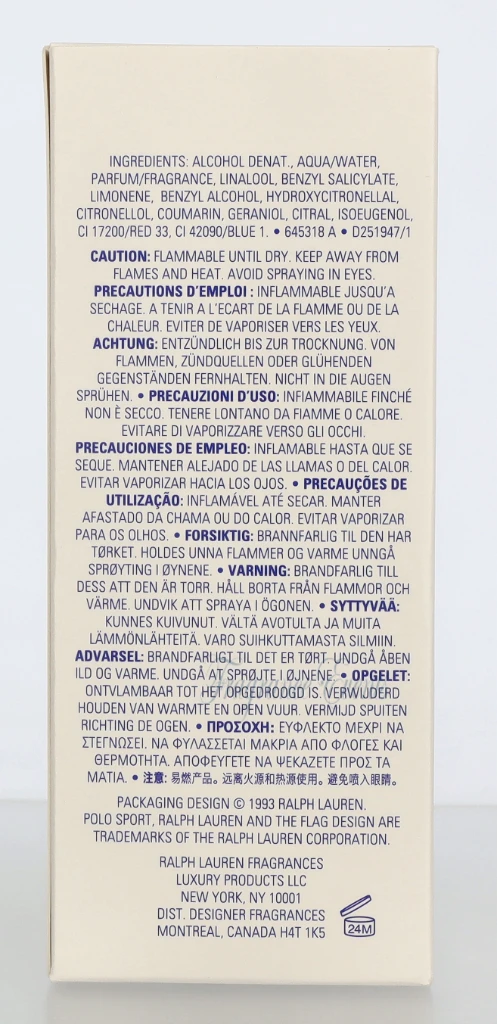 INGREDIENTS: ALCOHOL DENAT., AQUA/WATER,
PARFUM/FRAGRANCE, LINALOOL, BENZYL SALICYLATE,
LIMONENE, BENZYL ALCOHOL, HYDROXYCITRONELLAL,
CITRONELLOL, COUMARIN, GERANIOL, CITRAL, ISOEUGENOL,
CI 17200/RED 33, CI 42090/BLUE 1. • 645318 A • D251947/1
CAUTION: FLAMMABLE UNTIL DRY. KEEP AWAY FROM
FLAMES AND HEAT. AVOID SPRAYING IN EYES.
PRECAUTIONS D'EMPLOI : INFLAMMABLE JUSQU'A
SECHAGE. A TENIR A L'ECART DE LA FLAMME OU DE LA
CHALEUR. EVITER DE VAPORISER VERS LES YEUX.
ACHTUNG: ENTZÜNDLICH BIS ZUR TROCKNUNG. VON
FLAMMEN, ZÜNDQUELLEN ODER GLÜHENDEN
GEGENSTÄNDEN FERNHALTEN. NICHT IN DIE AUGEN
SPRÜHEN. • PRECAUZIONI D'USO: INFIAMMABILE FINCHÉ
NON È SECCO. TENERE LONTANO DA FIAMME O CALORE.
EVITARE DI VAPORIZZARE VERSO GLI OCCHI.
PRECAUCIONES DE EMPLEO: INFLAMABLE HASTA QUE SE
SEQUE. MANTENER ALEJADO DE LAS LLAMAS O DEL CALOR.
EVITAR VAPORIZAR HACIA LOS OJOS. • PRECAUÇÕES DE
UTILIZAÇÃO: INFLAMÁVEL ATÉ SECAR. MANTER
AFASTADO DA CHAMA OU DO CALOR. EVITAR VAPORIZAR
PARA OS OLHOS. • FORSIKTIG: BRANNFARLIG TIL DEN HAR
TØRKET. HOLDES UNNA FLAMMER OG VARME UNNGÅ
SPRØYTING I ØYNENE. • VARNING: BRANDFARLIG TILL
DESS ATT DEN ÄR TORR. HÅLL BORTA FRÅN FLAMMOR OCH
VÄRME. UNDVIK ATT SPRAYA I ÖGONEN. • SYTTYVÄÄ:
KUNNES KUIVUNUT. VÄLTÄ AVOTULTA JA MUITA
LÄMMÖNLÄHTEITÄ. VARO SUIHKUTTAMASTA SILMIIN.
ADVARSEL: BRANDFARLIGT TIL DET ER TØRT. UNDGÅ ÅBEN
ILD OG VARME. UNDGÅ AT SPRØJTE I ØJNENE. • OPGELET:
ONTVLAMBAAR TOT HET OPGEDROOGD IS. VERWIJDERD
HOUDEN VAN WARMTE EN OPEN VUUR. VERMIJD SPUITEN
RICHTING DE OGEN. • ΠΡΟΣΟΧΗ: ΕΥΦΛΕΚΤΟ ΜΕΧΡΙ ΝΑ
ΣΤΕΓΝΩΣΕΙ. ΝΑ ΦΥΛΑΣΣΕΤΑΙ ΜΑΚΡΙΑ ΑΠΟ ΦΛΟΓΕΣ ΚΑΙ
ΘΕΡΜΟΤΗΤΑ. ΑΠΟΦΕΥΓΕΤΕ ΝΑ ΨΕΚΑΖΕΤΕ ΠΡΟΣ ΤΑ
ΜΑΤΙΑ. • 注意: 易燃产品。远离火源和热源使用。避免喷入眼睛。
PACKAGING DESIGN © 1993 RALPH LAUREN.
POLO SPORT, RALPH LAUREN AND THE FLAG DESIGN ARE
TRADEMARKS OF THE RALPH LAUREN CORPORATION.
RALPH LAUREN FRAGRANCES
LUXURY PRODUCTS LLC
NEW YORK, NY 10001
DIST. DESIGNER FRAGRANCES
MONTREAL, CANADA H4T 1K5
24M